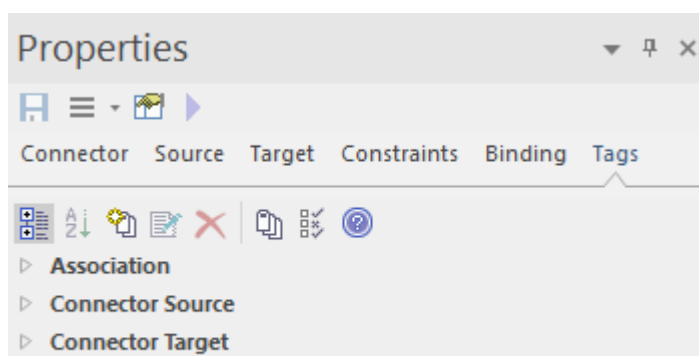 Properties
Connector Source Target Constraints Binding Tags
Association
Connector Source
Connector Target